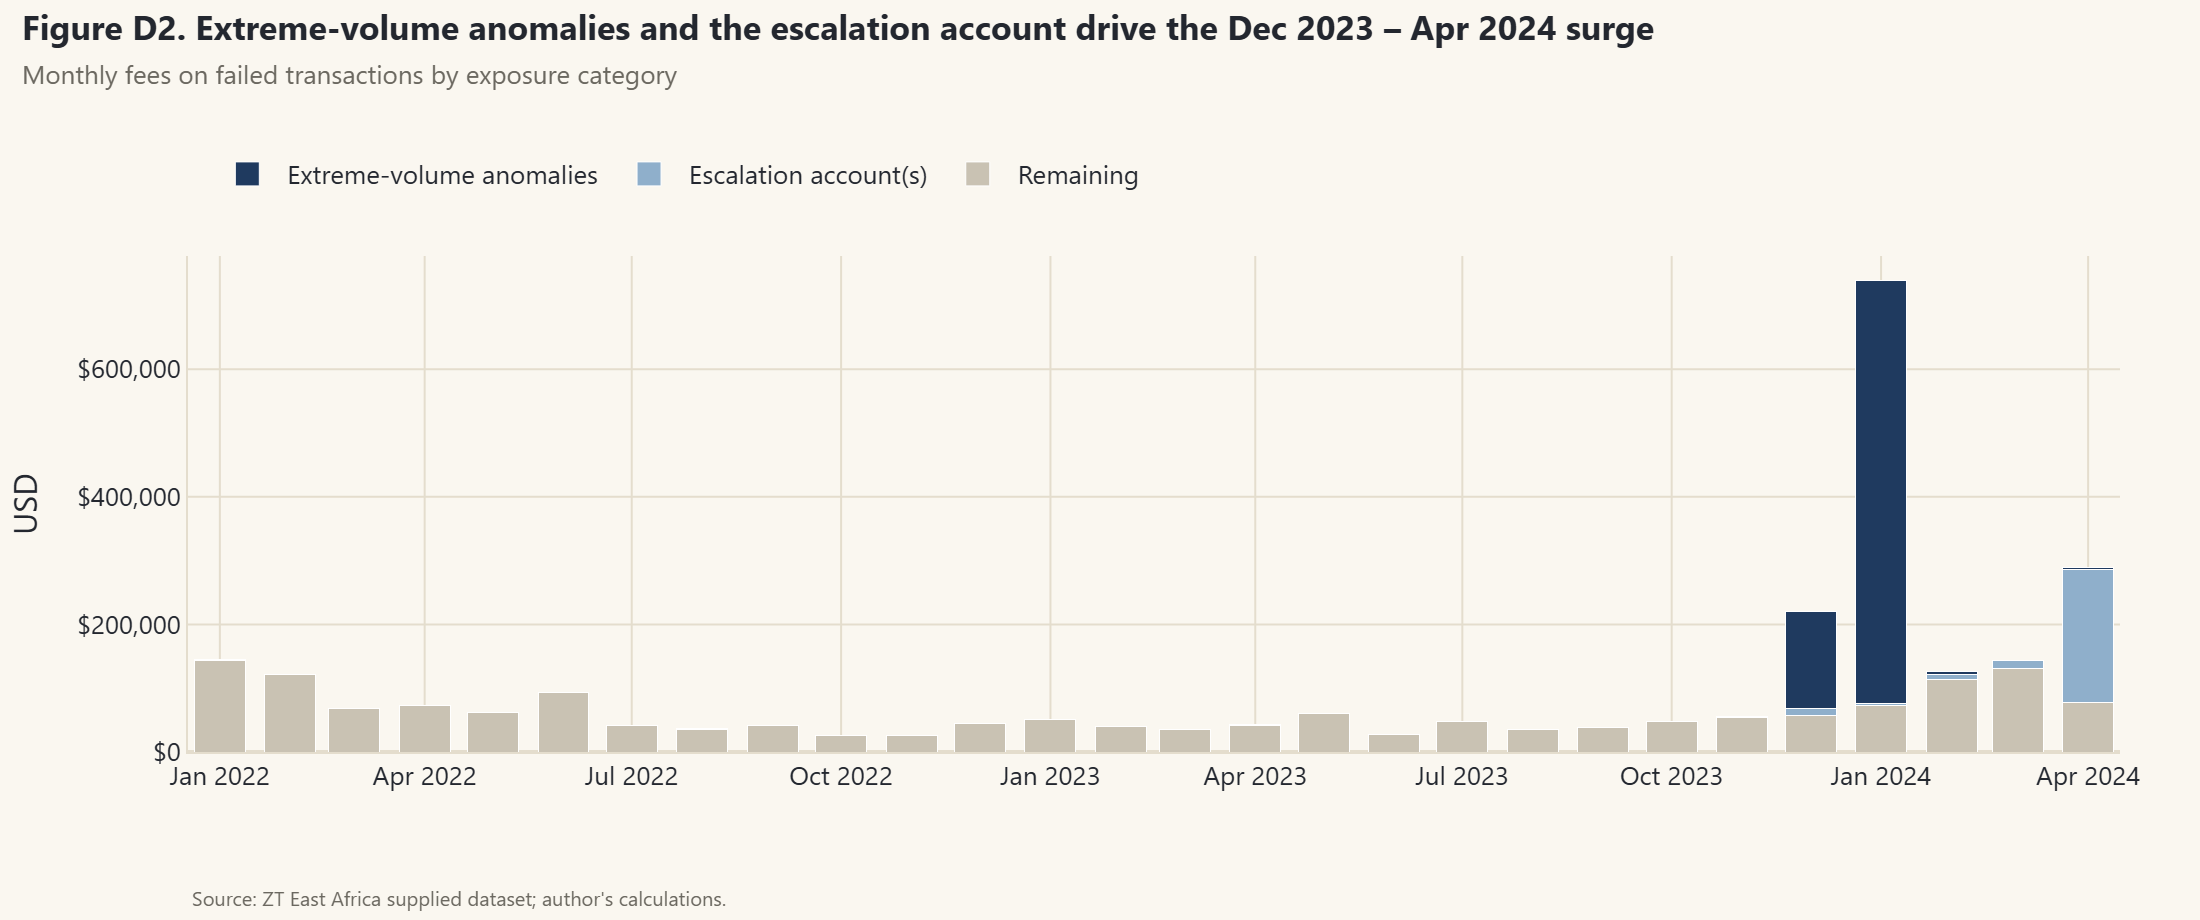 Figure D2. Extreme-volume anomalies and the escalation account drive the Dec 2023 – Apr 2024 surge
Monthly fees on failed transactions by exposure category
Extreme-volume anomalies
Escalation account(s)
Remaining
USD
$600,000
$400,000
$200,000
$0
Jan 2022
Apr 2022
Jul 2022
Oct 2022
Jan 2023
Apr 2023
Jul 2023
Oct 2023
Jan 2024
Apr 2024
Source: ZT East Africa supplied dataset; author's calculations.